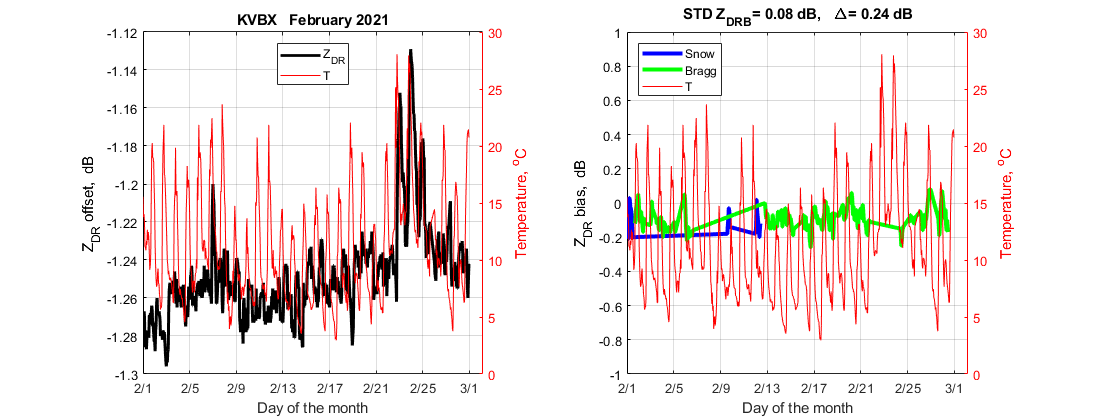 KVBX February 2021
-1.12
-1.14
-1.16
-1.18
-1.2
-1.22
-1.24
-1.26
-1.28
-1.3
Z_DR offset, dB
Z_DR
T
30
25
20
15
10
5
0
Temperature, °C
2/1 2/5 2/9 2/13 2/17 2/21 2/25 3/1
Day of the month
STD Z_DRB = 0.08 dB, Δ = 0.24 dB
1
0.8
0.6
0.4
0.2
0
-0.2
-0.4
-0.6
-0.8
-1
Z_DR bias, dB
Snow
Bragg
T
30
25
20
15
10
5
0
Temperature, °C
2/1 2/5 2/9 2/13 2/17 2/21 2/25 3/1
Day of the month